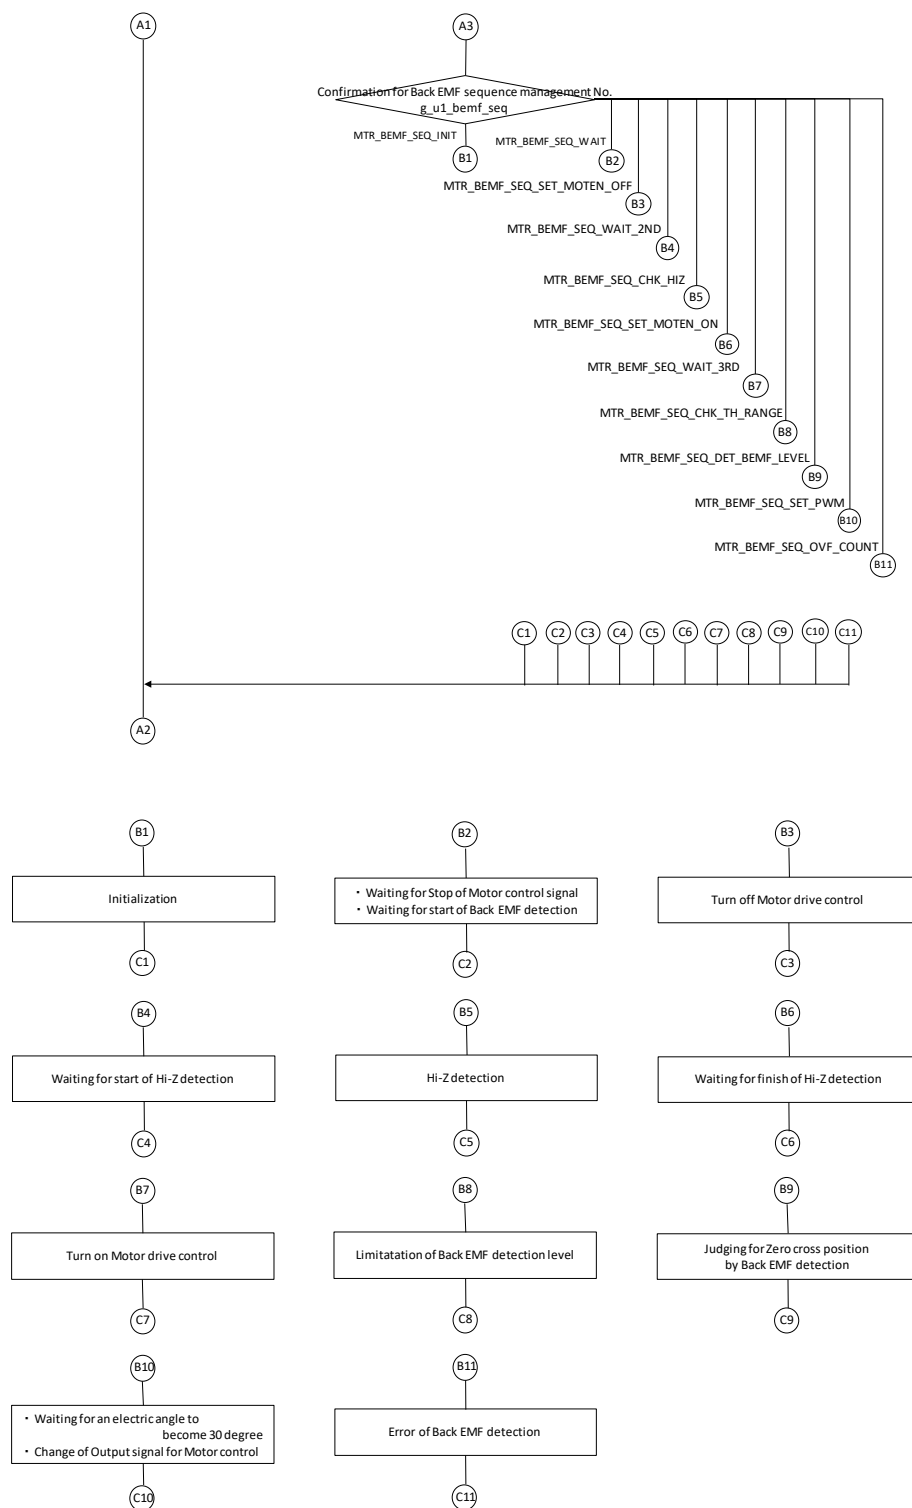 A1
A3
Confirmation for Back EMF sequence management No.
g_u1_bemf_seq
MTR_BEMF_SEQ_INIT
MTR_BEMF_SEQ_WAIT
B1
B2
MTR_BEMF_SEQ_SET_MOTEN_OFF
B3
MTR_BEMF_SEQ_WAIT_2ND
B4
MTR_BEMF_SEQ_CHK_HIZ
B5
MTR_BEMF_SEQ_SET_MOTEN_ON
B6
MTR_BEMF_SEQ_WAIT_3RD
B7
MTR_BEMF_SEQ_CHK_TH_RANGE
B8
MTR_BEMF_SEQ_DET_BEMF_LEVEL
B9
MTR_BEMF_SEQ_SET_PWM
B10
MTR_BEMF_SEQ_OVF_COUNT
B11
C1 C2 C3 C4 C5 C6 C7 C8 C9 C10 C11
A2
B1
Initialization
C1
B2
・ Waiting for Stop of Motor control signal
・ Waiting for start of Back EMF detection
C2
B3
Turn off Motor drive control
C3
B4
Waiting for start of Hi-Z detection
C4
B5
Hi-Z detection
C5
B6
Waiting for finish of Hi-Z detection
C6
B7
Turn on Motor drive control
C7
B8
Limitatation of Back EMF detection level
C8
B9
Judging for Zero cross position
by Back EMF detection
C9
B10
・ Waiting for an electric angle to
become 30 degree
・ Change of Output signal for Motor control
C10
B11
Error of Back EMF detection
C11